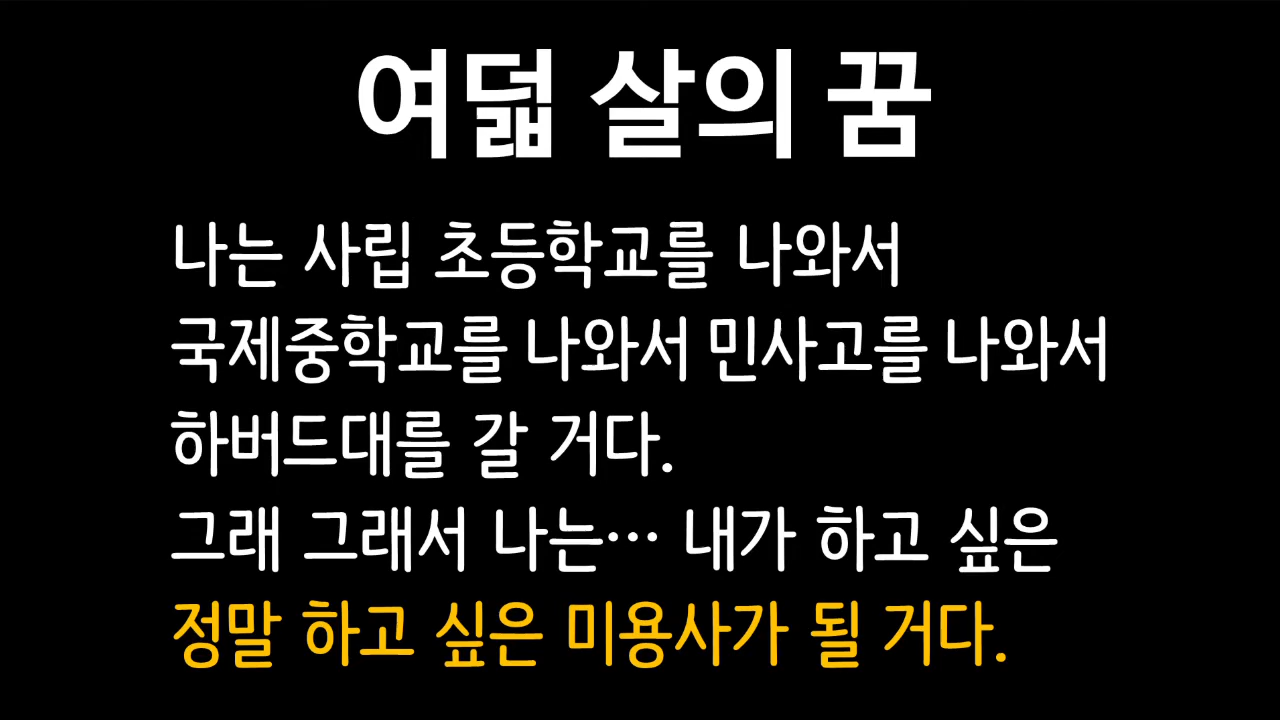 여덟 살의 꿈
나는 사립 초등학교를 나와서
국제중학교를 나와서 민사고를 나와서
하버드대를 갈 거다.
그래 그래서 나는… 내가 하고 싶은
정말 하고 싶은 미용사가 될 거다.